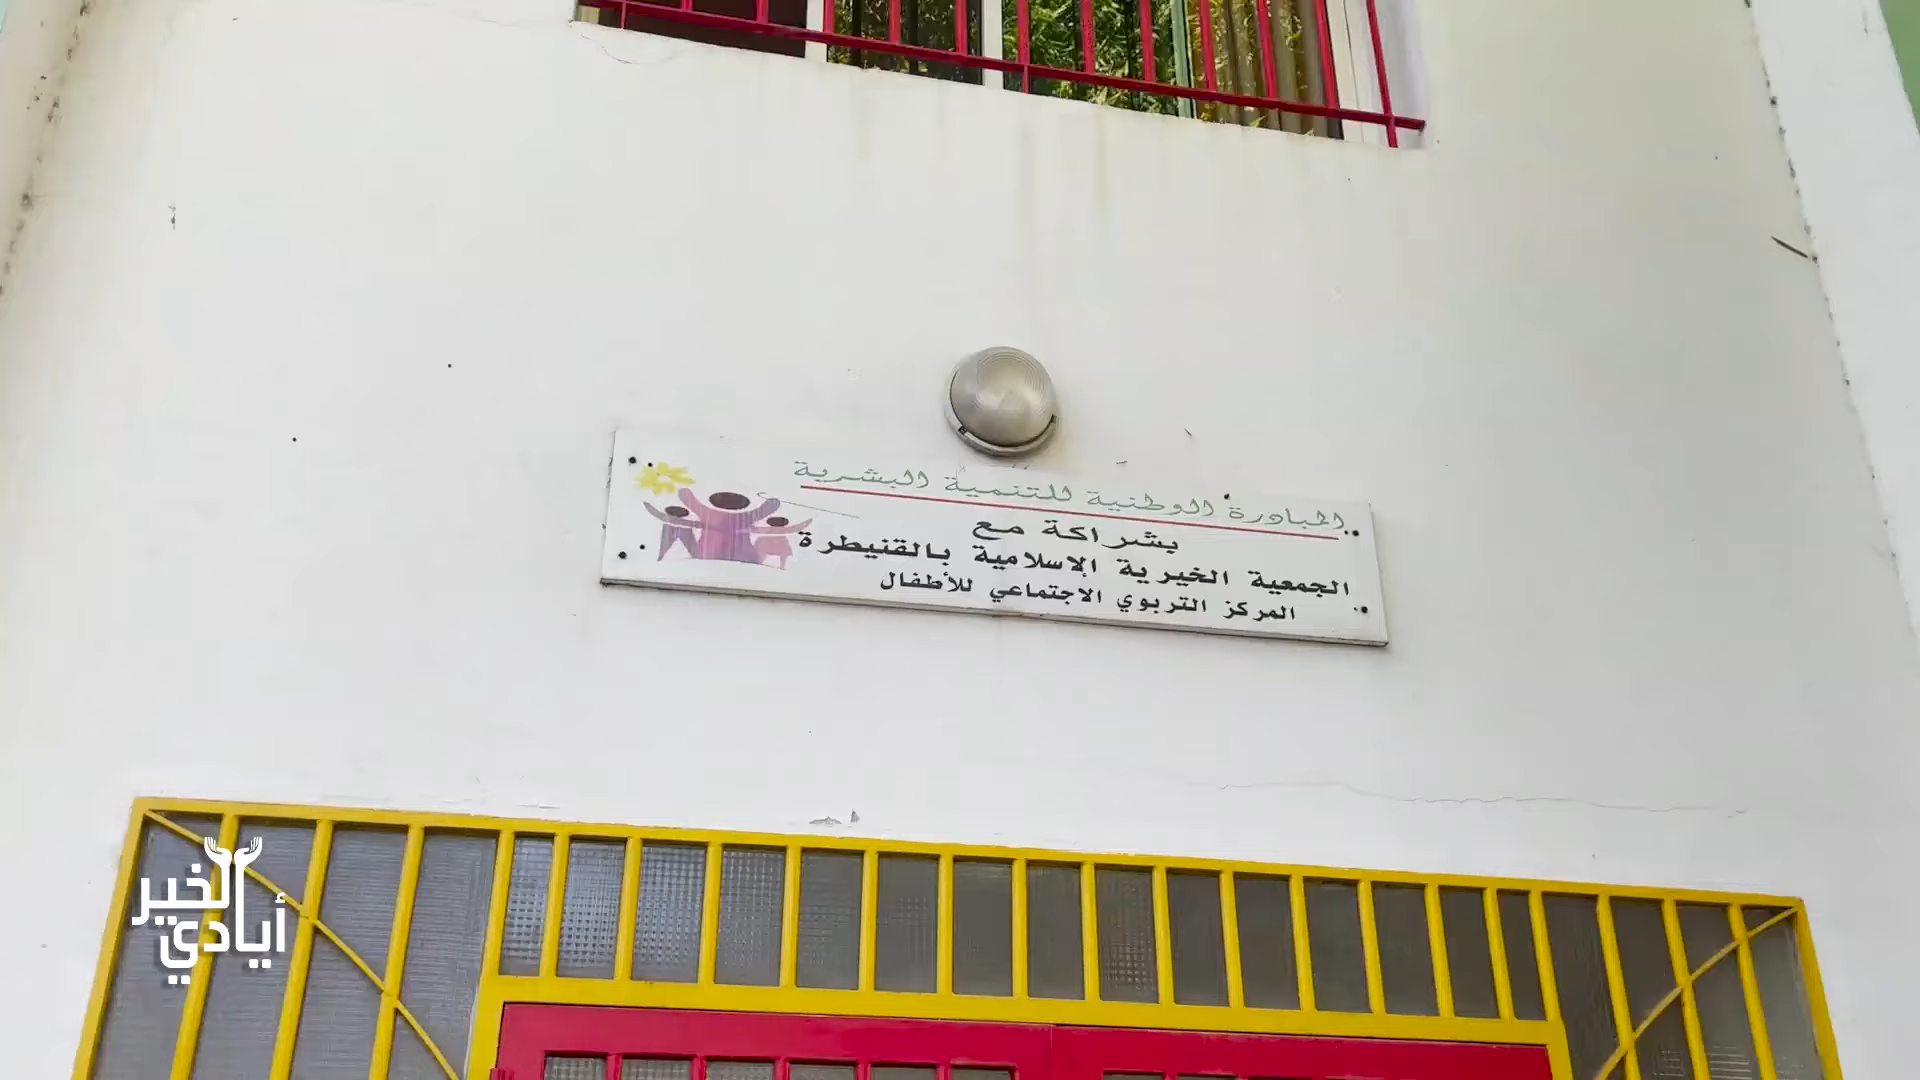 المبادرة الوطنية للتنمية البشرية
بشراكة مع
الجمعية الخيرية الإسلامية بالقنيطرة
المركز التربوي الاجتماعي للأطفال
أيادي الخير